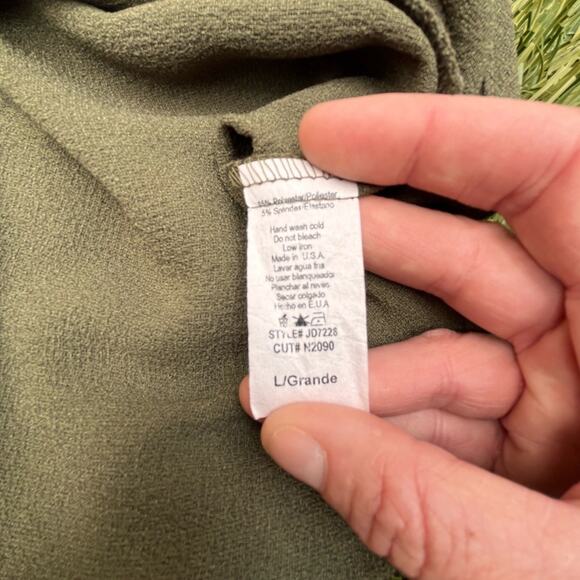 95% Polyester/Poliester
5% Spandex/Elastano
Hand wash cold
Do not bleach
Low iron
Made in U.S.A.
Lavar agua fria
No usar blanqueador
Planchar al revés
Secar colgado
Hecho en E.U.A
STYLE# JD7228
CUT# N2090
L/Grande